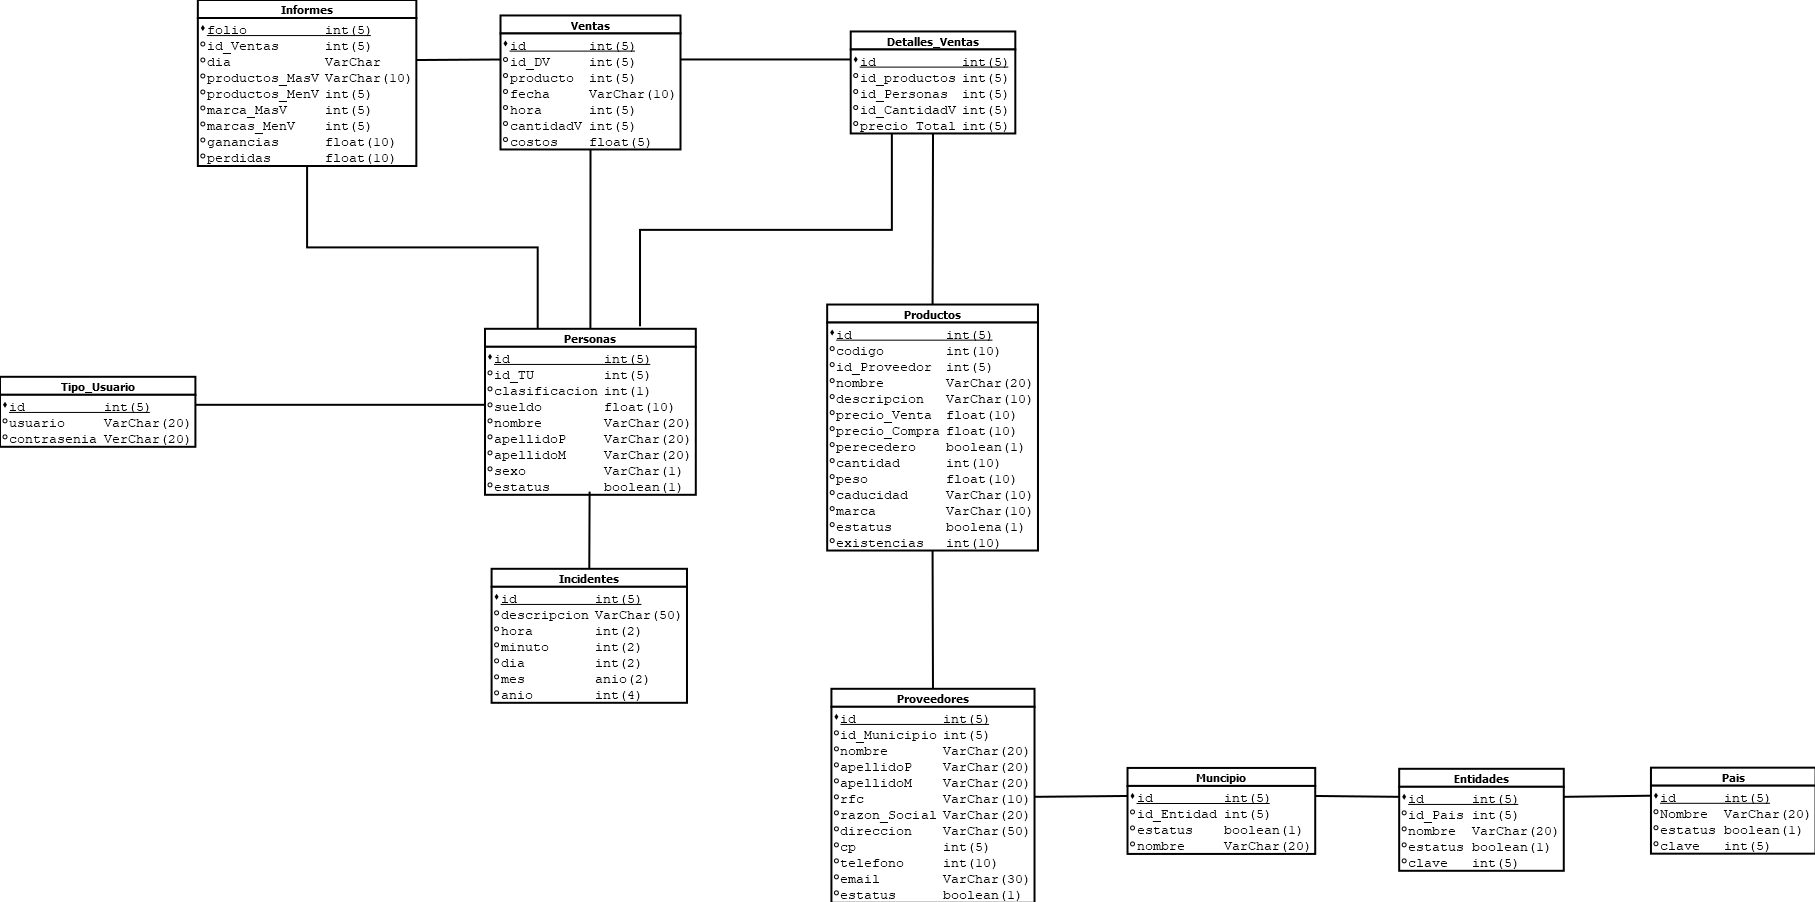 Informes
folio int(5)
id_Ventas int(5)
dia VarChar
productos_MasV VarChar(10)
productos_MenV int(5)
marca_MasV int(5)
marcas_MenV int(5)
ganancias float(10)
perdidas float(10)
Ventas
id int(5)
id_DV int(5)
producto int(5)
fecha VarChar(10)
hora int(5)
cantidadV int(5)
costos float(5)
Detalles_Ventas
id int(5)
id_productos int(5)
id_Personas int(5)
id_CantidadV int(5)
precio_Total int(5)
Tipo_Usuario
id int(5)
usuario VarChar(20)
contrasenia VerChar(20)
Personas
id int(5)
id_TU int(5)
clasificacion int(1)
sueldo float(10)
nombre VarChar(20)
apellidoP VarChar(20)
apellidoM VarChar(20)
sexo VarChar(1)
estatus boolean(1)
Productos
id int(5)
codigo int(10)
id_Proveedor int(5)
nombre VarChar(20)
descripcion VarChar(10)
precio_Venta float(10)
precio_Compra float(10)
perecedero boolean(1)
cantidad int(10)
peso float(10)
caducidad VarChar(10)
marca VarChar(10)
estatus boolena(1)
existencias int(10)
Incidentes
id int(5)
descripcion VarChar(50)
hora int(2)
minuto int(2)
dia int(2)
mes anio(2)
anio int(4)
Proveedores
id int(5)
id_Municipio int(5)
nombre VarChar(20)
apellidoP VarChar(20)
apellidoM VarChar(20)
rfc VarChar(10)
razon_Social VarChar(20)
direccion VarChar(50)
cp int(5)
telefono int(10)
email VarChar(30)
estatus boolean(1)
Muncipio
id int(5)
id_Entidad int(5)
estatus boolean(1)
nombre VarChar(20)
Entidades
id int(5)
id_Pais int(5)
nombre VarChar(20)
estatus boolean(1)
clave int(5)
Pais
id int(5)
Nombre VarChar(20)
estatus boolean(1)
clave int(5)